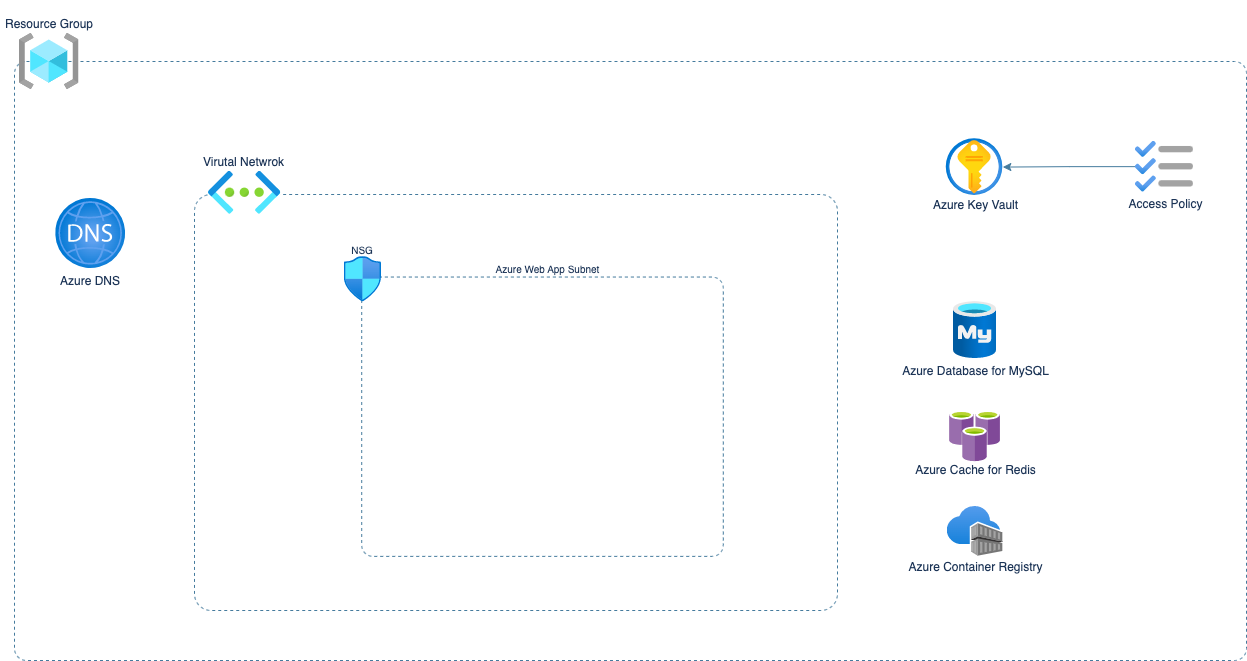 Resource Group
Virutal Netwrok
DNS
Azure DNS
NSG
Azure Web App Subnet
Azure Key Vault
Access Policy
My
Azure Database for MySQL
Azure Cache for Redis
Azure Container Registry